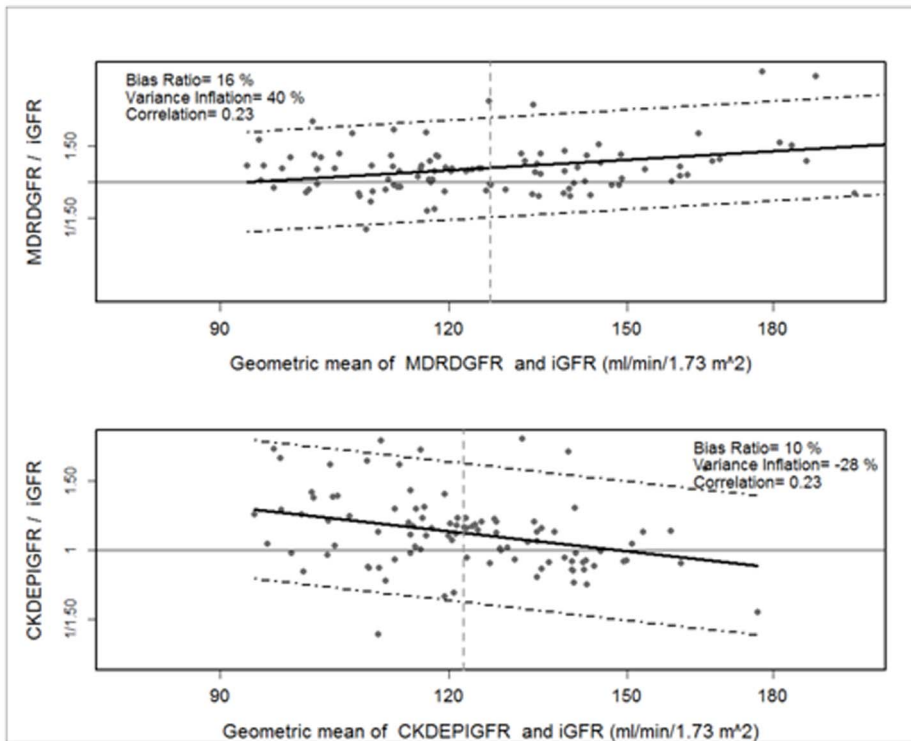 Bias Ratio= 16 %
Variance Inflation= 40 %
Correlation= 0.23
MDRDGFR / iGFR
1.50
1/1.50
90 120 150 180
Geometric mean of MDRDGFR and iGFR (ml/min/1.73 m^2)
Bias Ratio= 10 %
Variance Inflation= -28 %
Correlation= 0.23
CKDEPIGFR / iGFR
1.50
1
1/1.50
90 120 150 180
Geometric mean of CKDEPIGFR and iGFR (ml/min/1.73 m^2)